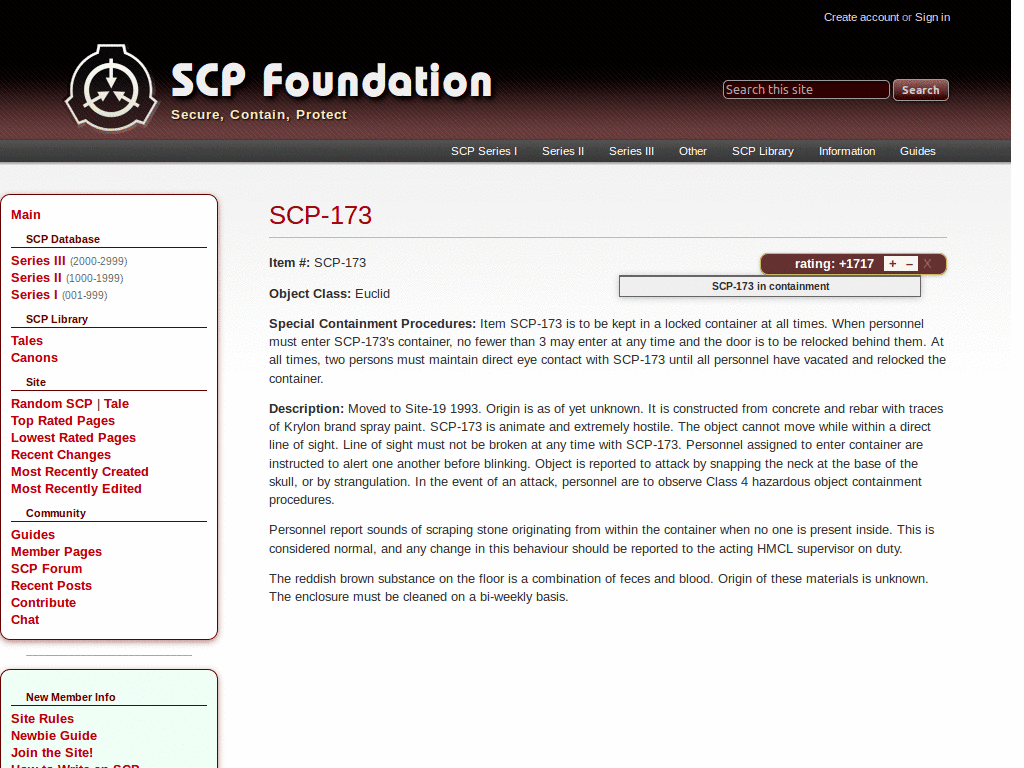 Create account or Sign in
SCP Foundation
Secure, Contain, Protect
Search this site
Search
SCP Series I
Series II
Series III
Other
SCP Library
Information
Guides
Main
SCP Database
Series III (2000-2999)
Series II (1000-1999)
Series I (001-999)
SCP Library
Tales
Canons
Site
Random SCP | Tale
Top Rated Pages
Lowest Rated Pages
Recent Changes
Most Recently Created
Most Recently Edited
Community
Guides
Member Pages
SCP Forum
Recent Posts
Contribute
Chat
New Member Info
Site Rules
Newbie Guide
Join the Site!
How to Write an SCP
SCP-173
rating: +1717 + – X
Item #: SCP-173
SCP-173 in containment
Object Class: Euclid
Special Containment Procedures: Item SCP-173 is to be kept in a locked container at all times. When personnel
must enter SCP-173's container, no fewer than 3 may enter at any time and the door is to be relocked behind them. At
all times, two persons must maintain direct eye contact with SCP-173 until all personnel have vacated and relocked the
container.
Description: Moved to Site-19 1993. Origin is as of yet unknown. It is constructed from concrete and rebar with traces
of Krylon brand spray paint. SCP-173 is animate and extremely hostile. The object cannot move while within a direct
line of sight. Line of sight must not be broken at any time with SCP-173. Personnel assigned to enter container are
instructed to alert one another before blinking. Object is reported to attack by snapping the neck at the base of the
skull, or by strangulation. In the event of an attack, personnel are to observe Class 4 hazardous object containment
procedures.
Personnel report sounds of scraping stone originating from within the container when no one is present inside. This is
considered normal, and any change in this behaviour should be reported to the acting HMCL supervisor on duty.
The reddish brown substance on the floor is a combination of feces and blood. Origin of these materials is unknown.
The enclosure must be cleaned on a bi-weekly basis.